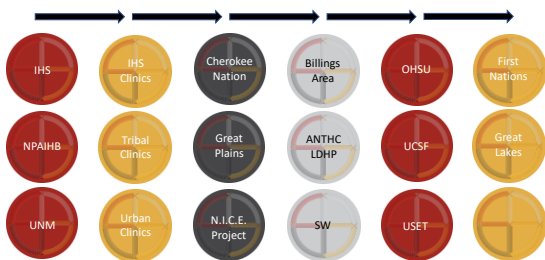 IHS
IHS
Clinics
Cherokee
Nation
Billings
Area
OHSU
First
Nations
NPAIHB
Tribal
Clinics
Great
Plains
ANTHC
LDHP
UCSF
Great
Lakes
UNM
Urban
Clinics
N.I.C.E.
Project
SW
USET